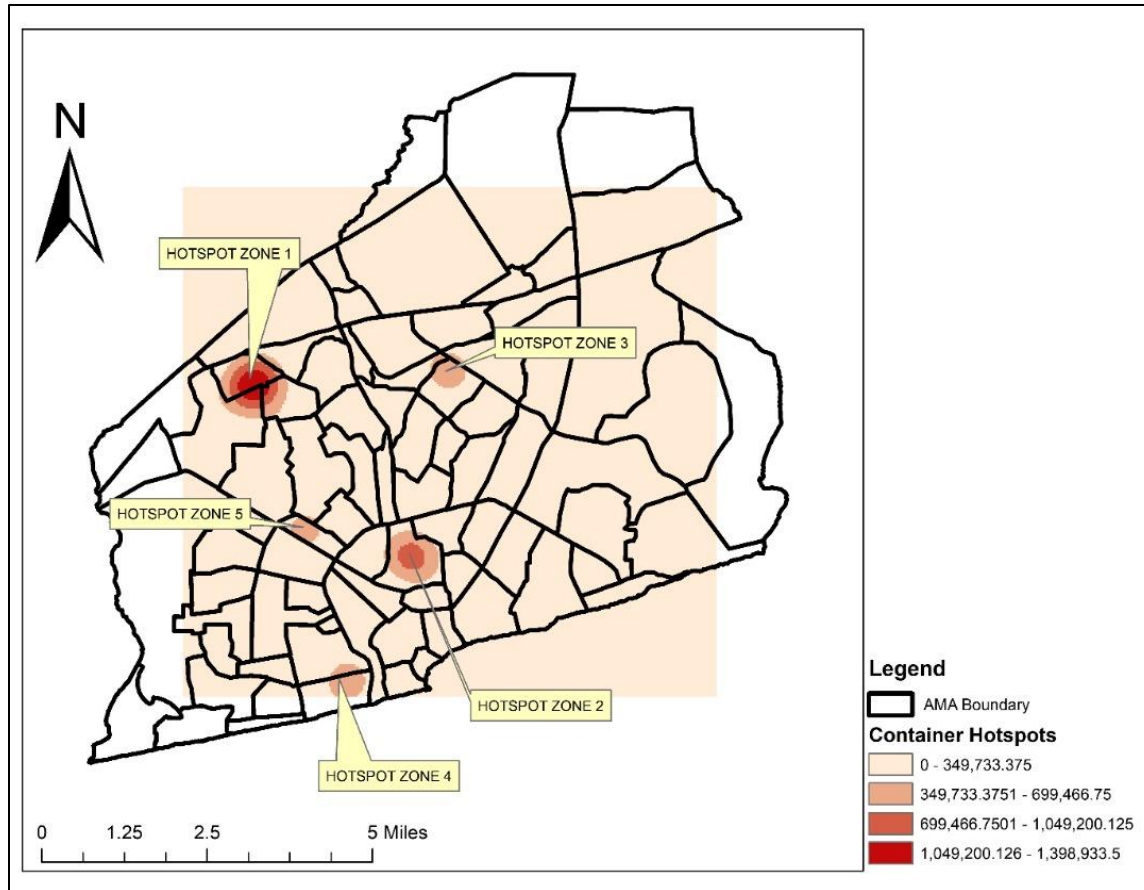 N
HOTSPOT ZONE 1
HOTSPOT ZONE 3
HOTSPOT ZONE 5
HOTSPOT ZONE 2
HOTSPOT ZONE 4
0 1.25 2.5 5 Miles
Legend
AMA Boundary
Container Hotspots
0 - 349,733.375
349,733.3751 - 699,466.75
699,466.7501 - 1,049,200.125
1,049,200.126 - 1,398,933.5